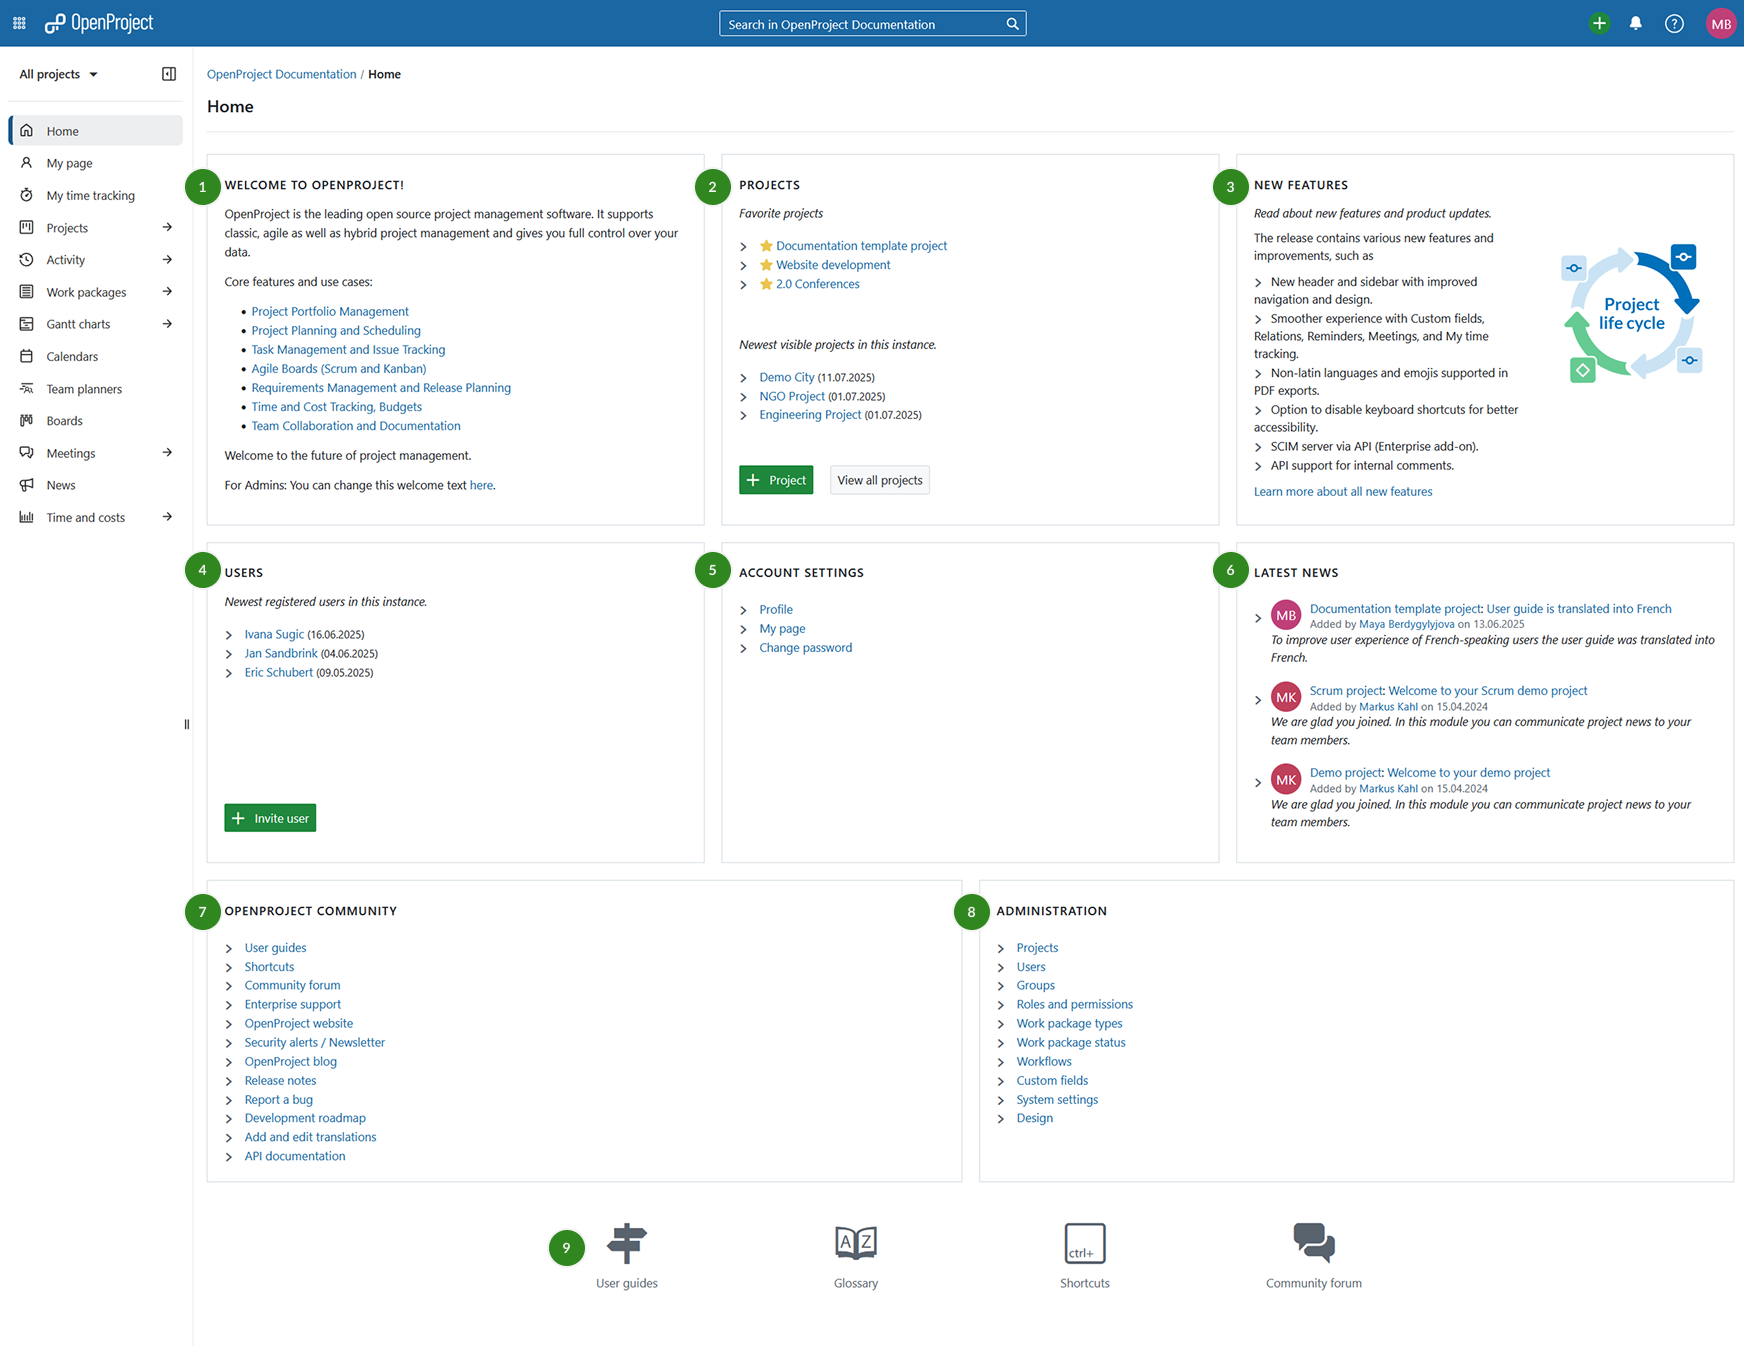 OpenProject
Search in OpenProject Documentation
MB
All projects
Home
My page
My time tracking
Projects
Activity
Work packages
Gantt charts
Calendars
Team planners
Boards
Meetings
News
Time and costs
OpenProject Documentation / Home
Home
1
WELCOME TO OPENPROJECT!
OpenProject is the leading open source project management software. It supports
classic, agile as well as hybrid project management and gives you full control over your
data.
Core features and use cases:
• Project Portfolio Management
• Project Planning and Scheduling
• Task Management and Issue Tracking
• Agile Boards (Scrum and Kanban)
• Requirements Management and Release Planning
• Time and Cost Tracking, Budgets
• Team Collaboration and Documentation
Welcome to the future of project management.
For Admins: You can change this welcome text here.
2
PROJECTS
Favorite projects
Documentation template project
Website development
2.0 Conferences
Newest visible projects in this instance.
Demo City (11.07.2025)
NGO Project (01.07.2025)
Engineering Project (01.07.2025)
+ Project
View all projects
3
NEW FEATURES
Read about new features and product updates.
The release contains various new features and
improvements, such as
New header and sidebar with improved
navigation and design.
Smoother experience with Custom fields,
Relations, Reminders, Meetings, and My time
tracking.
Non-latin languages and emojis supported in
PDF exports.
Option to disable keyboard shortcuts for better
accessibility.
SCIM server via API (Enterprise add-on).
API support for internal comments.
Learn more about all new features
Project
life cycle
4
USERS
Newest registered users in this instance.
Ivana Sugic (16.06.2025)
Jan Sandbrink (04.06.2025)
Eric Schubert (09.05.2025)
+ Invite user
5
ACCOUNT SETTINGS
Profile
My page
Change password
6
LATEST NEWS
MB
Documentation template project: User guide is translated into French
Added by Maya Berdygylyjova on 13.06.2025
To improve user experience of French-speaking users the user guide was translated into
French.
MK
Scrum project: Welcome to your Scrum demo project
Added by Markus Kahl on 15.04.2024
We are glad you joined. In this module you can communicate project news to your
team members.
MK
Demo project: Welcome to your demo project
Added by Markus Kahl on 15.04.2024
We are glad you joined. In this module you can communicate project news to your
team members.
7
OPENPROJECT COMMUNITY
User guides
Shortcuts
Community forum
Enterprise support
OpenProject website
Security alerts / Newsletter
OpenProject blog
Release notes
Report a bug
Development roadmap
Add and edit translations
API documentation
8
ADMINISTRATION
Projects
Users
Groups
Roles and permissions
Work package types
Work package status
Workflows
Custom fields
System settings
Design
9
User guides
A Z
Glossary
ctrl+
Shortcuts
Community forum